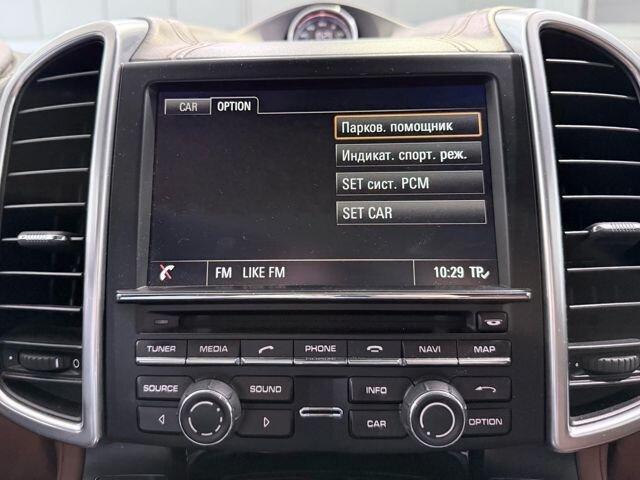 CAR OPTION
Парков. помощник
Индикат. спорт. реж.
SET сист. PCM
SET CAR
FM LIKE FM 10:29 TP
TUNER MEDIA PHONE NAVI MAP
SOURCE SOUND INFO
CAR OPTION